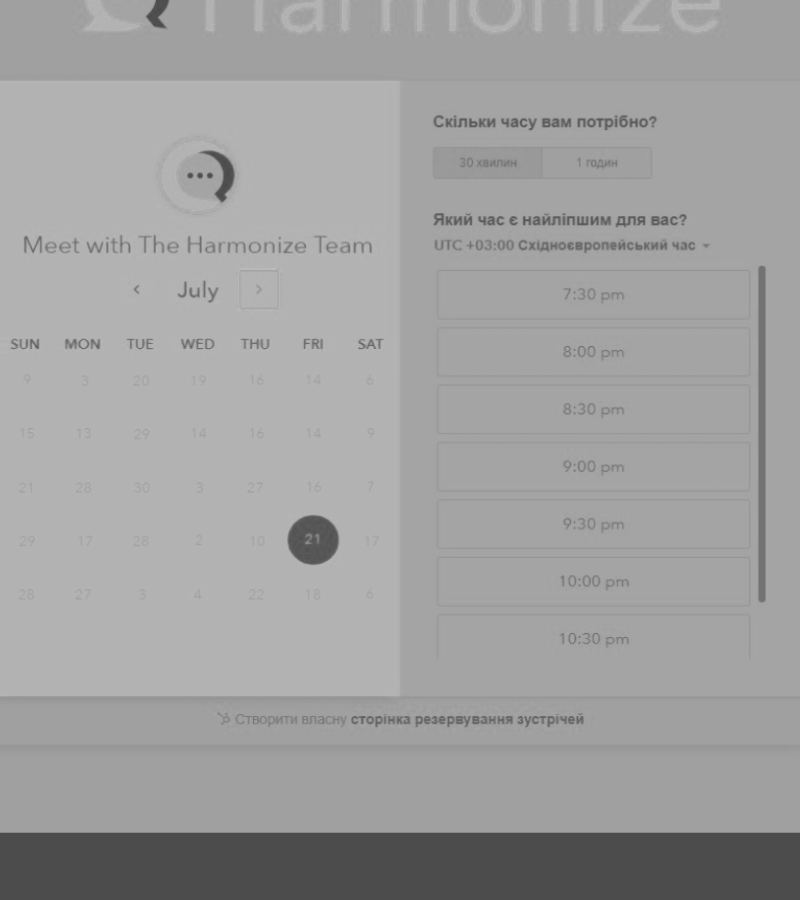 Harmonize
Meet with The Harmonize Team
July
SUN MON TUE WED THU FRI SAT
9 3 20 19 16 14 6
15 13 29 14 16 14 9
21 28 30 3 27 16 7
29 17 28 2 10 21 17
28 27 3 4 22 18 6
Скільки часу вам потрібно?
30 хвилин 1 годин
Який час є найліпшим для вас?
UTC +03:00 Східноєвропейський час
7:30 pm
8:00 pm
8:30 pm
9:00 pm
9:30 pm
10:00 pm
10:30 pm
Створити власну сторінка резервування зустрічей